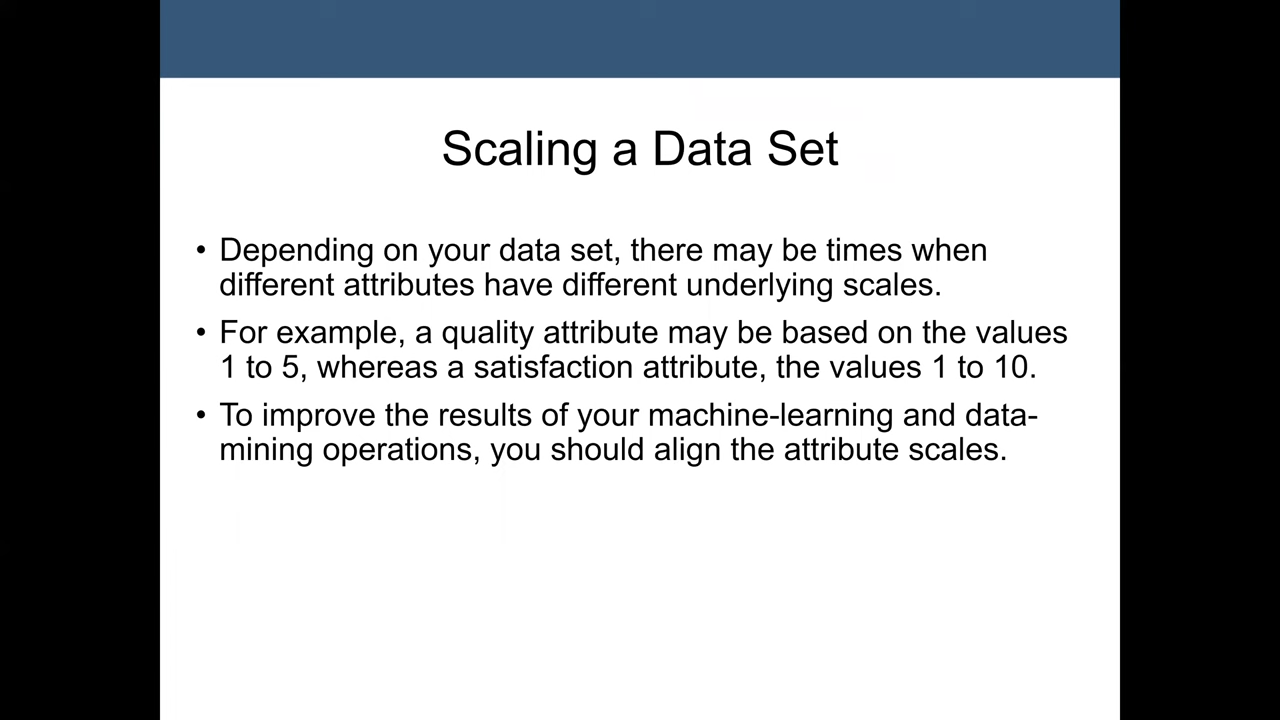 Scaling a Data Set
• Depending on your data set, there may be times when
different attributes have different underlying scales.
• For example, a quality attribute may be based on the values
1 to 5, whereas a satisfaction attribute, the values 1 to 10.
• To improve the results of your machine-learning and data-
mining operations, you should align the attribute scales.